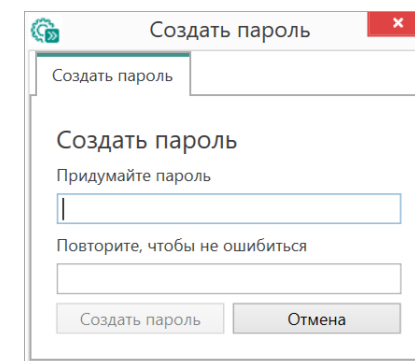 Создать пароль
Создать пароль
Создать пароль
Придумайте пароль
Повторите, чтобы не ошибиться
Создать пароль Отмена